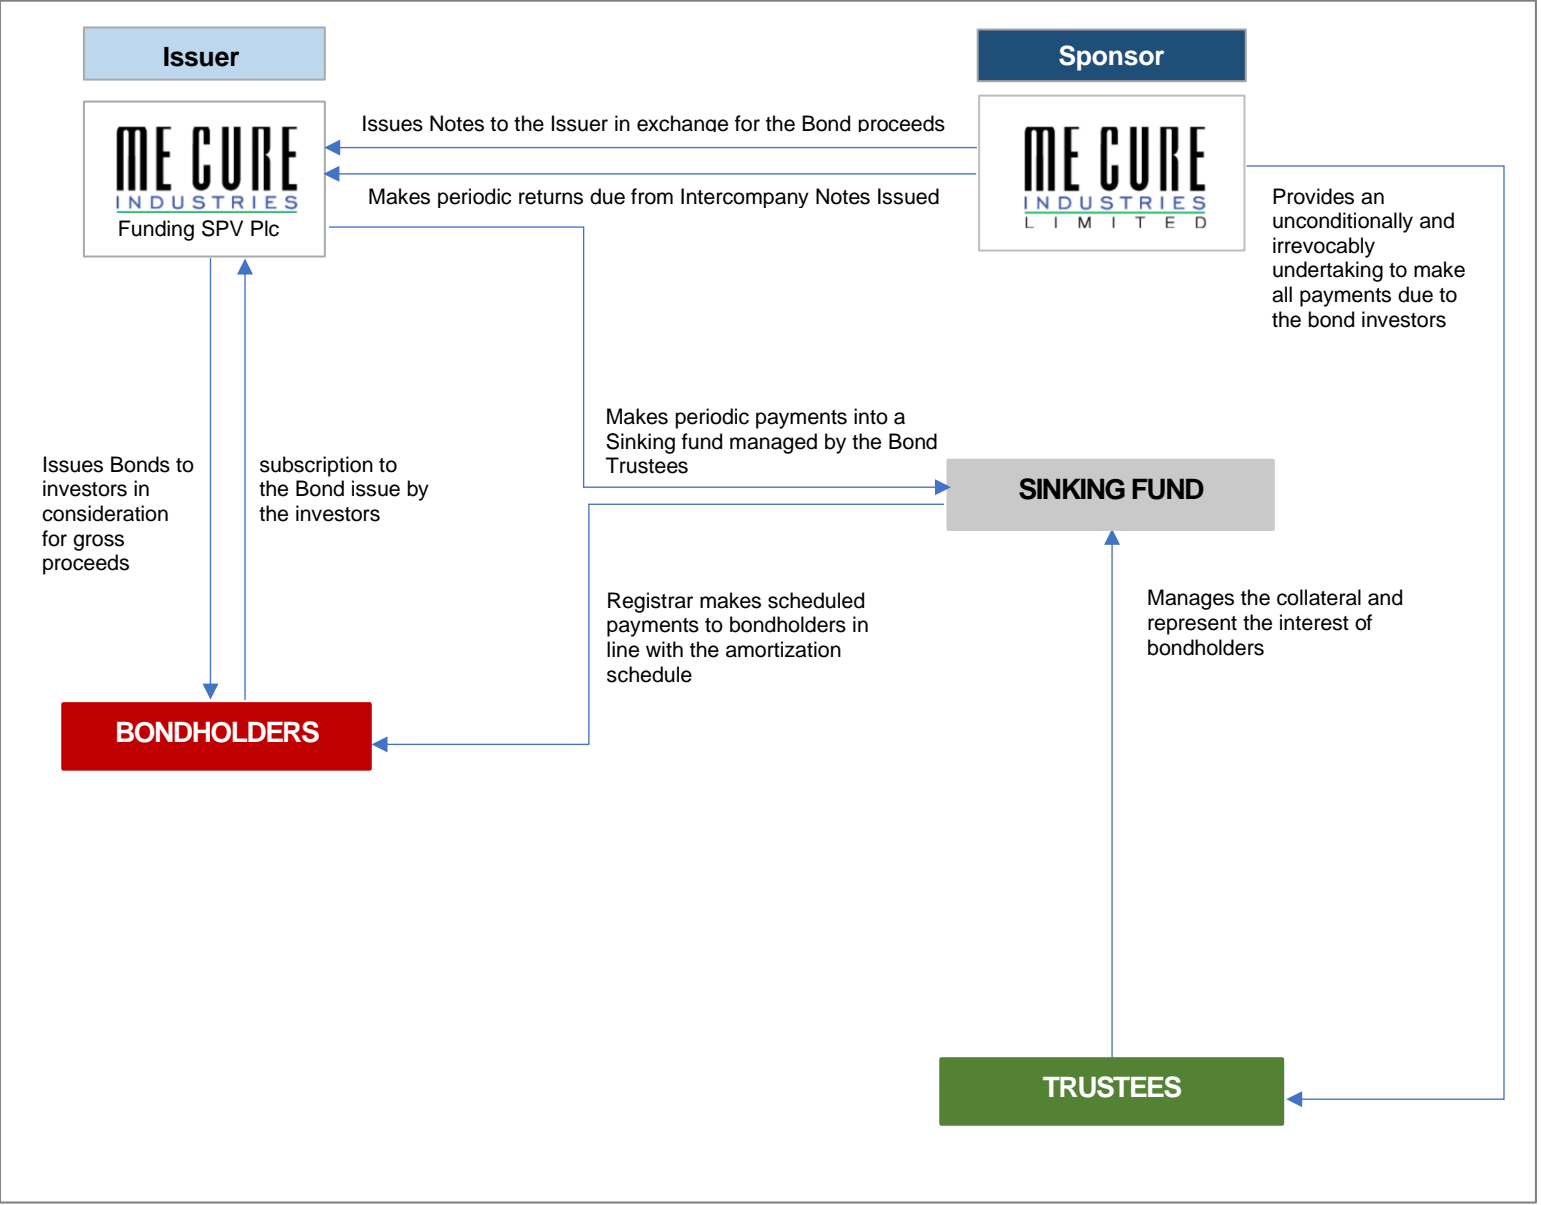 Issuer
Sponsor
ME CURE
INDUSTRIES
Funding SPV Plc
Issues Notes to the Issuer in exchange for the Bond proceeds
Makes periodic returns due from Intercompany Notes Issued
ME CURE
INDUSTRIES
LIMITED
Provides an
unconditionally and
irrevocably
undertaking to make
all payments due to
the bond investors
Issues Bonds to
investors in
consideration
for gross
proceeds
subscription to
the Bond issue by
the investors
Makes periodic payments into a
Sinking fund managed by the Bond
Trustees
SINKING FUND
Registrar makes scheduled
payments to bondholders in
line with the amortization
schedule
Manages the collateral and
represent the interest of
bondholders
BONDHOLDERS
TRUSTEES